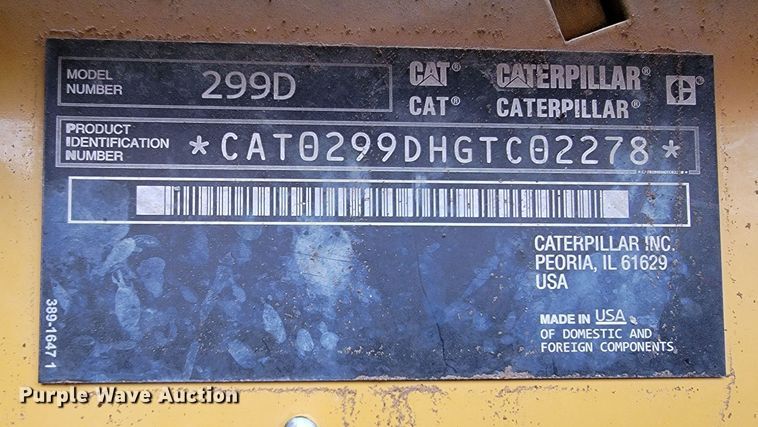 MODEL
NUMBER
299D
CAT® CATERPILLAR®
CAT® CATERPILLAR®
PRODUCT
IDENTIFICATION
NUMBER
*CAT0299DHGTC02278*
CATERPILLAR INC.
PEORIA, IL 61629
USA
MADE IN USA
OF DOMESTIC AND
FOREIGN COMPONENTS
389-1647 1
Purple Wave Auction